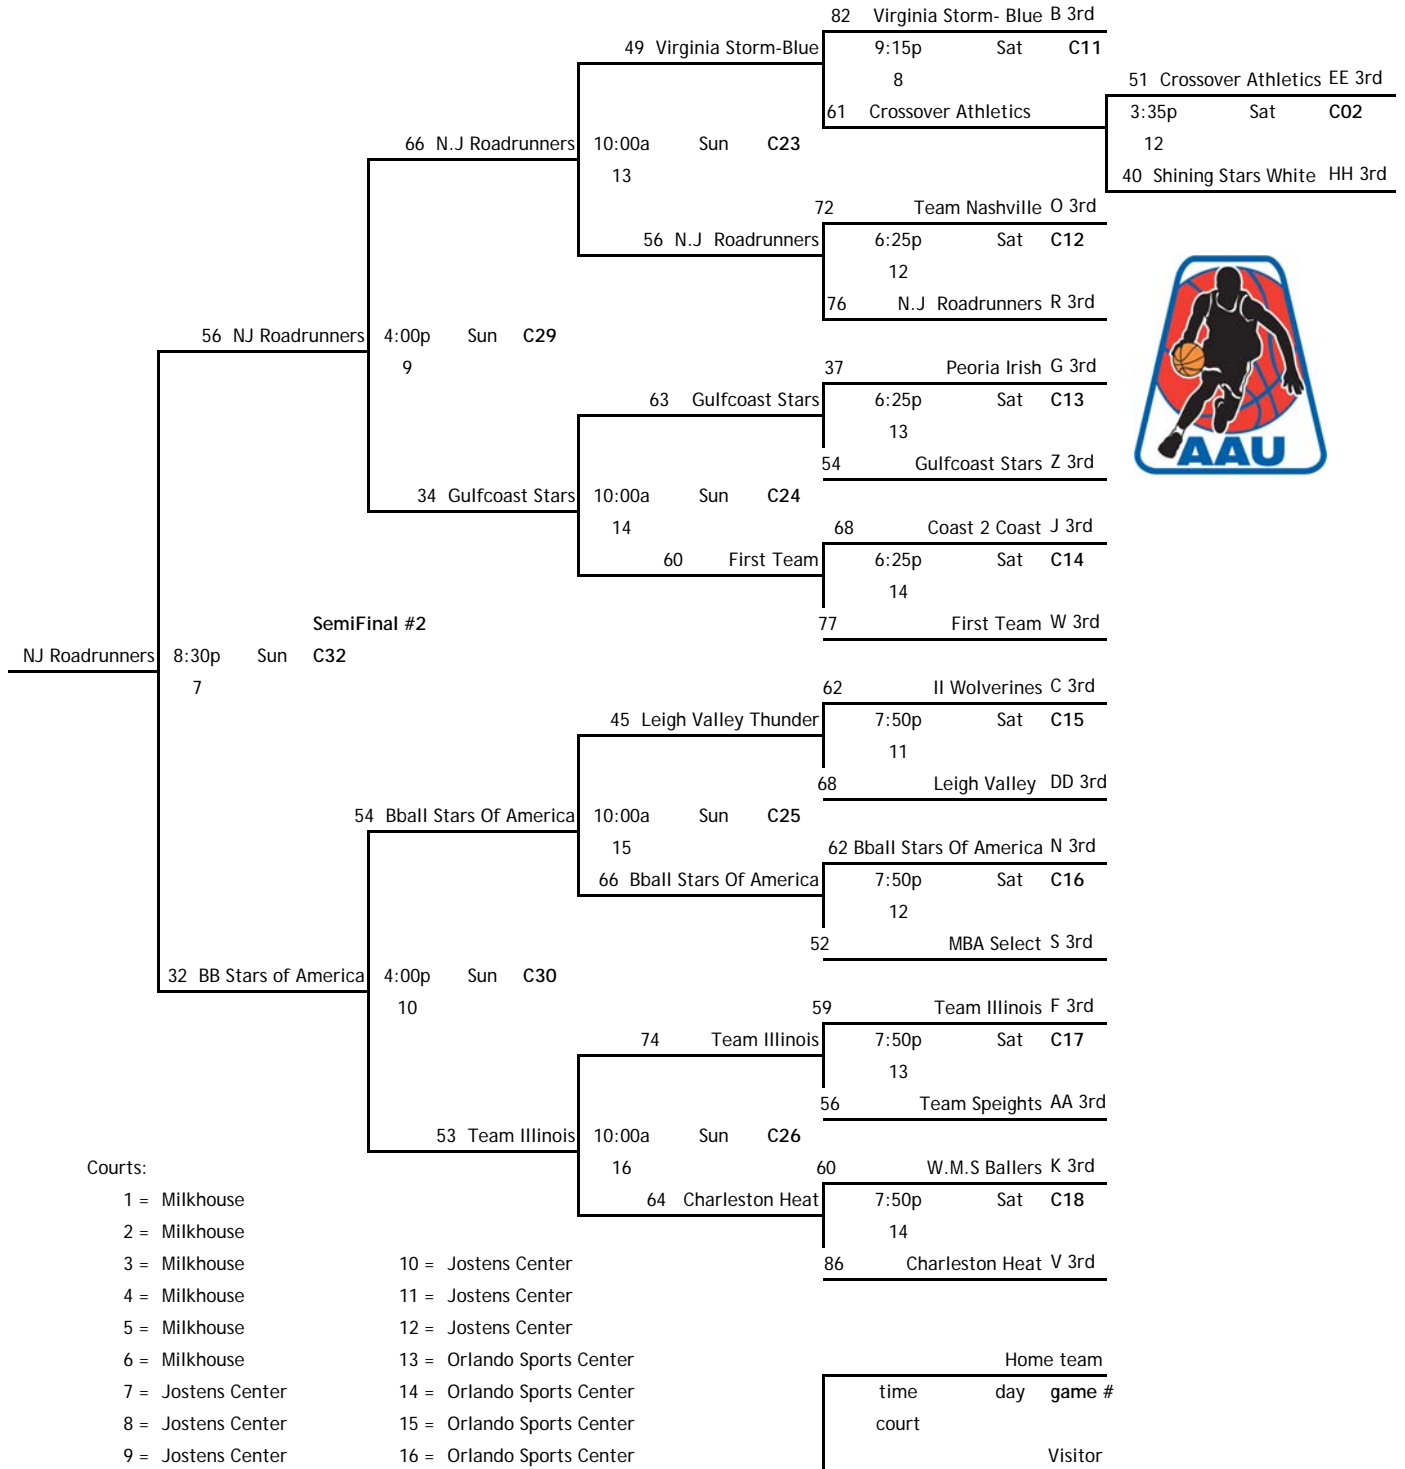 82 Virginia Storm- Blue B 3rd
49 Virginia Storm-Blue 9:15p Sat C11
8
51 Crossover Athletics EE 3rd
61 Crossover Athletics 3:35p Sat C02
66 N.J Roadrunners 10:00a Sun C23 12
13
40 Shining Stars White HH 3rd
72 Team Nashville O 3rd
56 N.J Roadrunners 6:25p Sat C12
12
76 N.J Roadrunners R 3rd
56 NJ Roadrunners 4:00p Sun C29
9
37 Peoria Irish G 3rd
63 Gulfcoast Stars 6:25p Sat C13
13
AAU
54 Gulfcoast Stars Z 3rd
34 Gulfcoast Stars 10:00a Sun C24
14
68 Coast 2 Coast J 3rd
60 First Team 6:25p Sat C14
14
SemiFinal #2
77 First Team W 3rd
NJ Roadrunners 8:30p Sun C32
7
62 II Wolverines C 3rd
45 Leigh Valley Thunder 7:50p Sat C15
11
68 Leigh Valley DD 3rd
54 Bball Stars Of America 10:00a Sun C25
15
62 Bball Stars Of America N 3rd
66 Bball Stars Of America 7:50p Sat C16
12
52 MBA Select S 3rd
32 BB Stars of America 4:00p Sun C30
10
59 Team Illinois F 3rd
74 Team Illinois 7:50p Sat C17
13
56 Team Speights AA 3rd
53 Team Illinois 10:00a Sun C26
16
60 W.M.S Ballers K 3rd
64 Charleston Heat 7:50p Sat C18
14
86 Charleston Heat V 3rd
Courts:
1 = Milkhouse
2 = Milkhouse
3 = Milkhouse
4 = Milkhouse
5 = Milkhouse
6 = Milkhouse
7 = Jostens Center
8 = Jostens Center
9 = Jostens Center
10 = Jostens Center
11 = Jostens Center
12 = Jostens Center
13 = Orlando Sports Center
14 = Orlando Sports Center
15 = Orlando Sports Center
16 = Orlando Sports Center
Home team
time day game #
court
Visitor